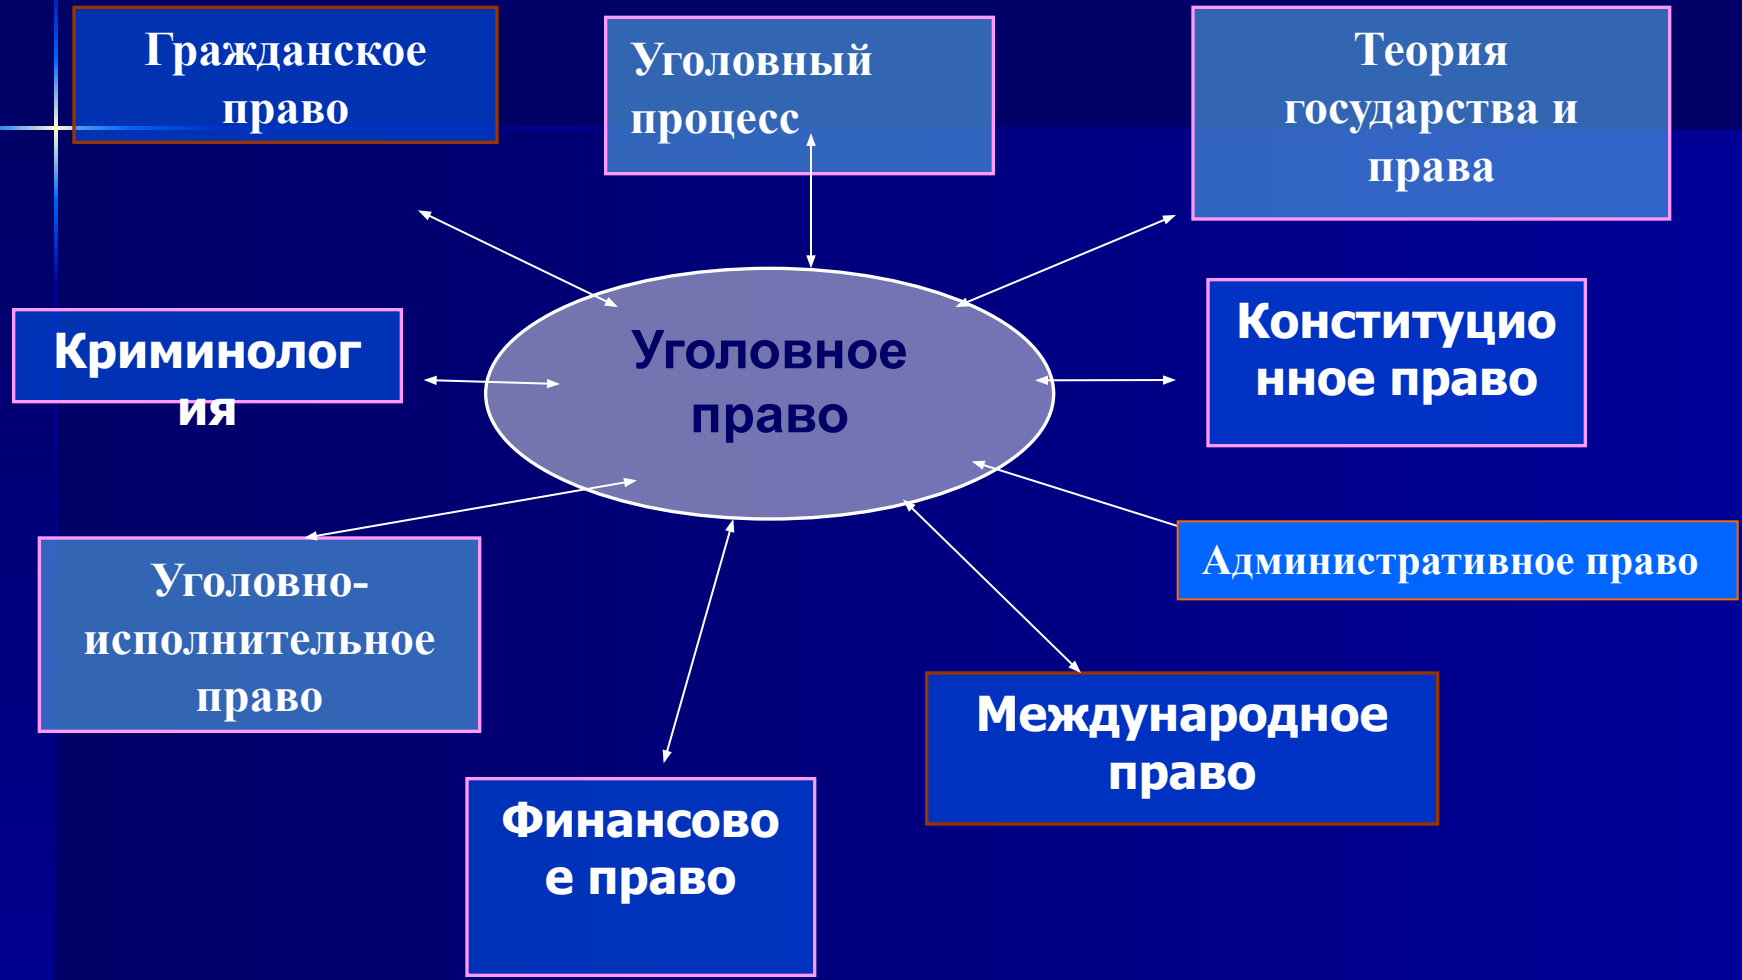 Гражданское
право
Уголовный
процесс
Теория
государства и
права
Криминолог
ия
Уголовное
право
Конституцио
нное право
Административное право
Уголовно-
исполнительное
право
Международное
право
Финансово
е право